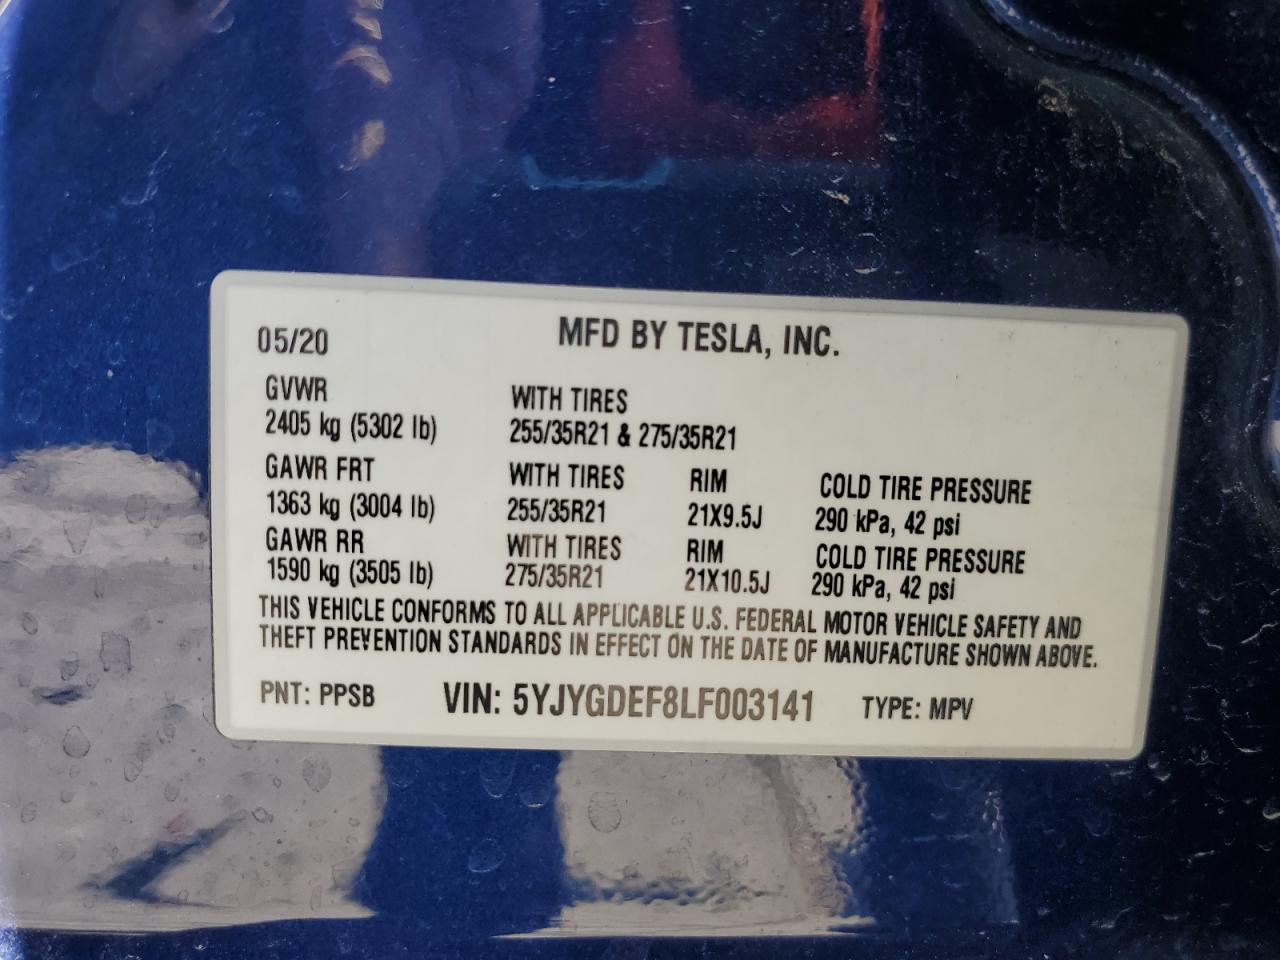 05/20 MFD BY TESLA, INC.
GVWR WITH TIRES
2405 kg (5302 lb) 255/35R21 & 275/35R21
GAWR FRT WITH TIRES RIM COLD TIRE PRESSURE
1363 kg (3004 lb) 255/35R21 21X9.5J 290 kPa, 42 psi
GAWR RR WITH TIRES RIM COLD TIRE PRESSURE
1590 kg (3505 lb) 275/35R21 21X10.5J 290 kPa, 42 psi
THIS VEHICLE CONFORMS TO ALL APPLICABLE U.S. FEDERAL MOTOR VEHICLE SAFETY AND
THEFT PREVENTION STANDARDS IN EFFECT ON THE DATE OF MANUFACTURE SHOWN ABOVE.
PNT: PPSB VIN: 5YJYGDEF8LF003141 TYPE: MPV